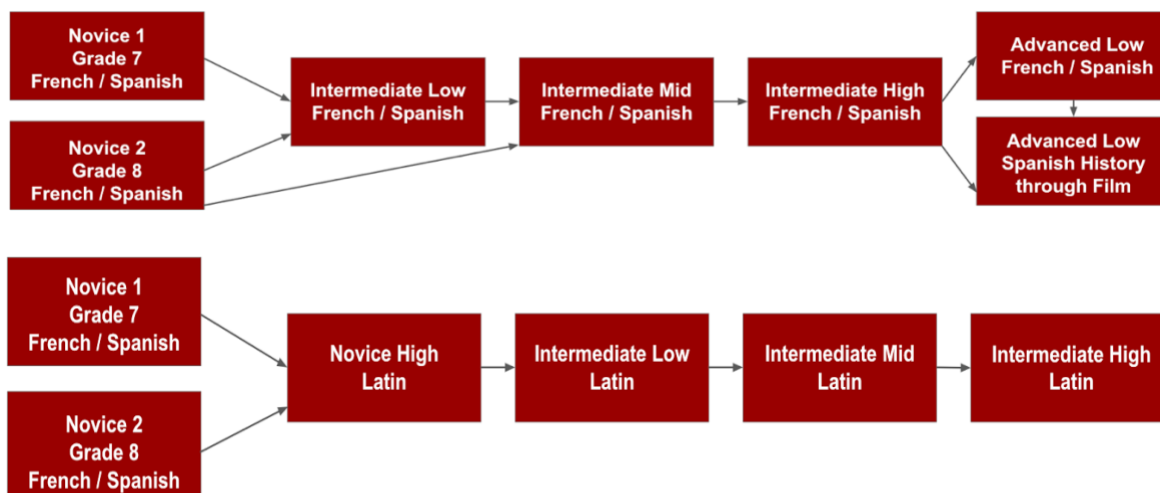 Novice 1
Grade 7
French / Spanish
Novice 2
Grade 8
French / Spanish
Intermediate Low
French / Spanish
Intermediate Mid
French / Spanish
Intermediate High
French / Spanish
Advanced Low
French / Spanish
Advanced Low
Spanish History
through Film
Novice 1
Grade 7
French / Spanish
Novice 2
Grade 8
French / Spanish
Novice High
Latin
Intermediate Low
Latin
Intermediate Mid
Latin
Intermediate High
Latin